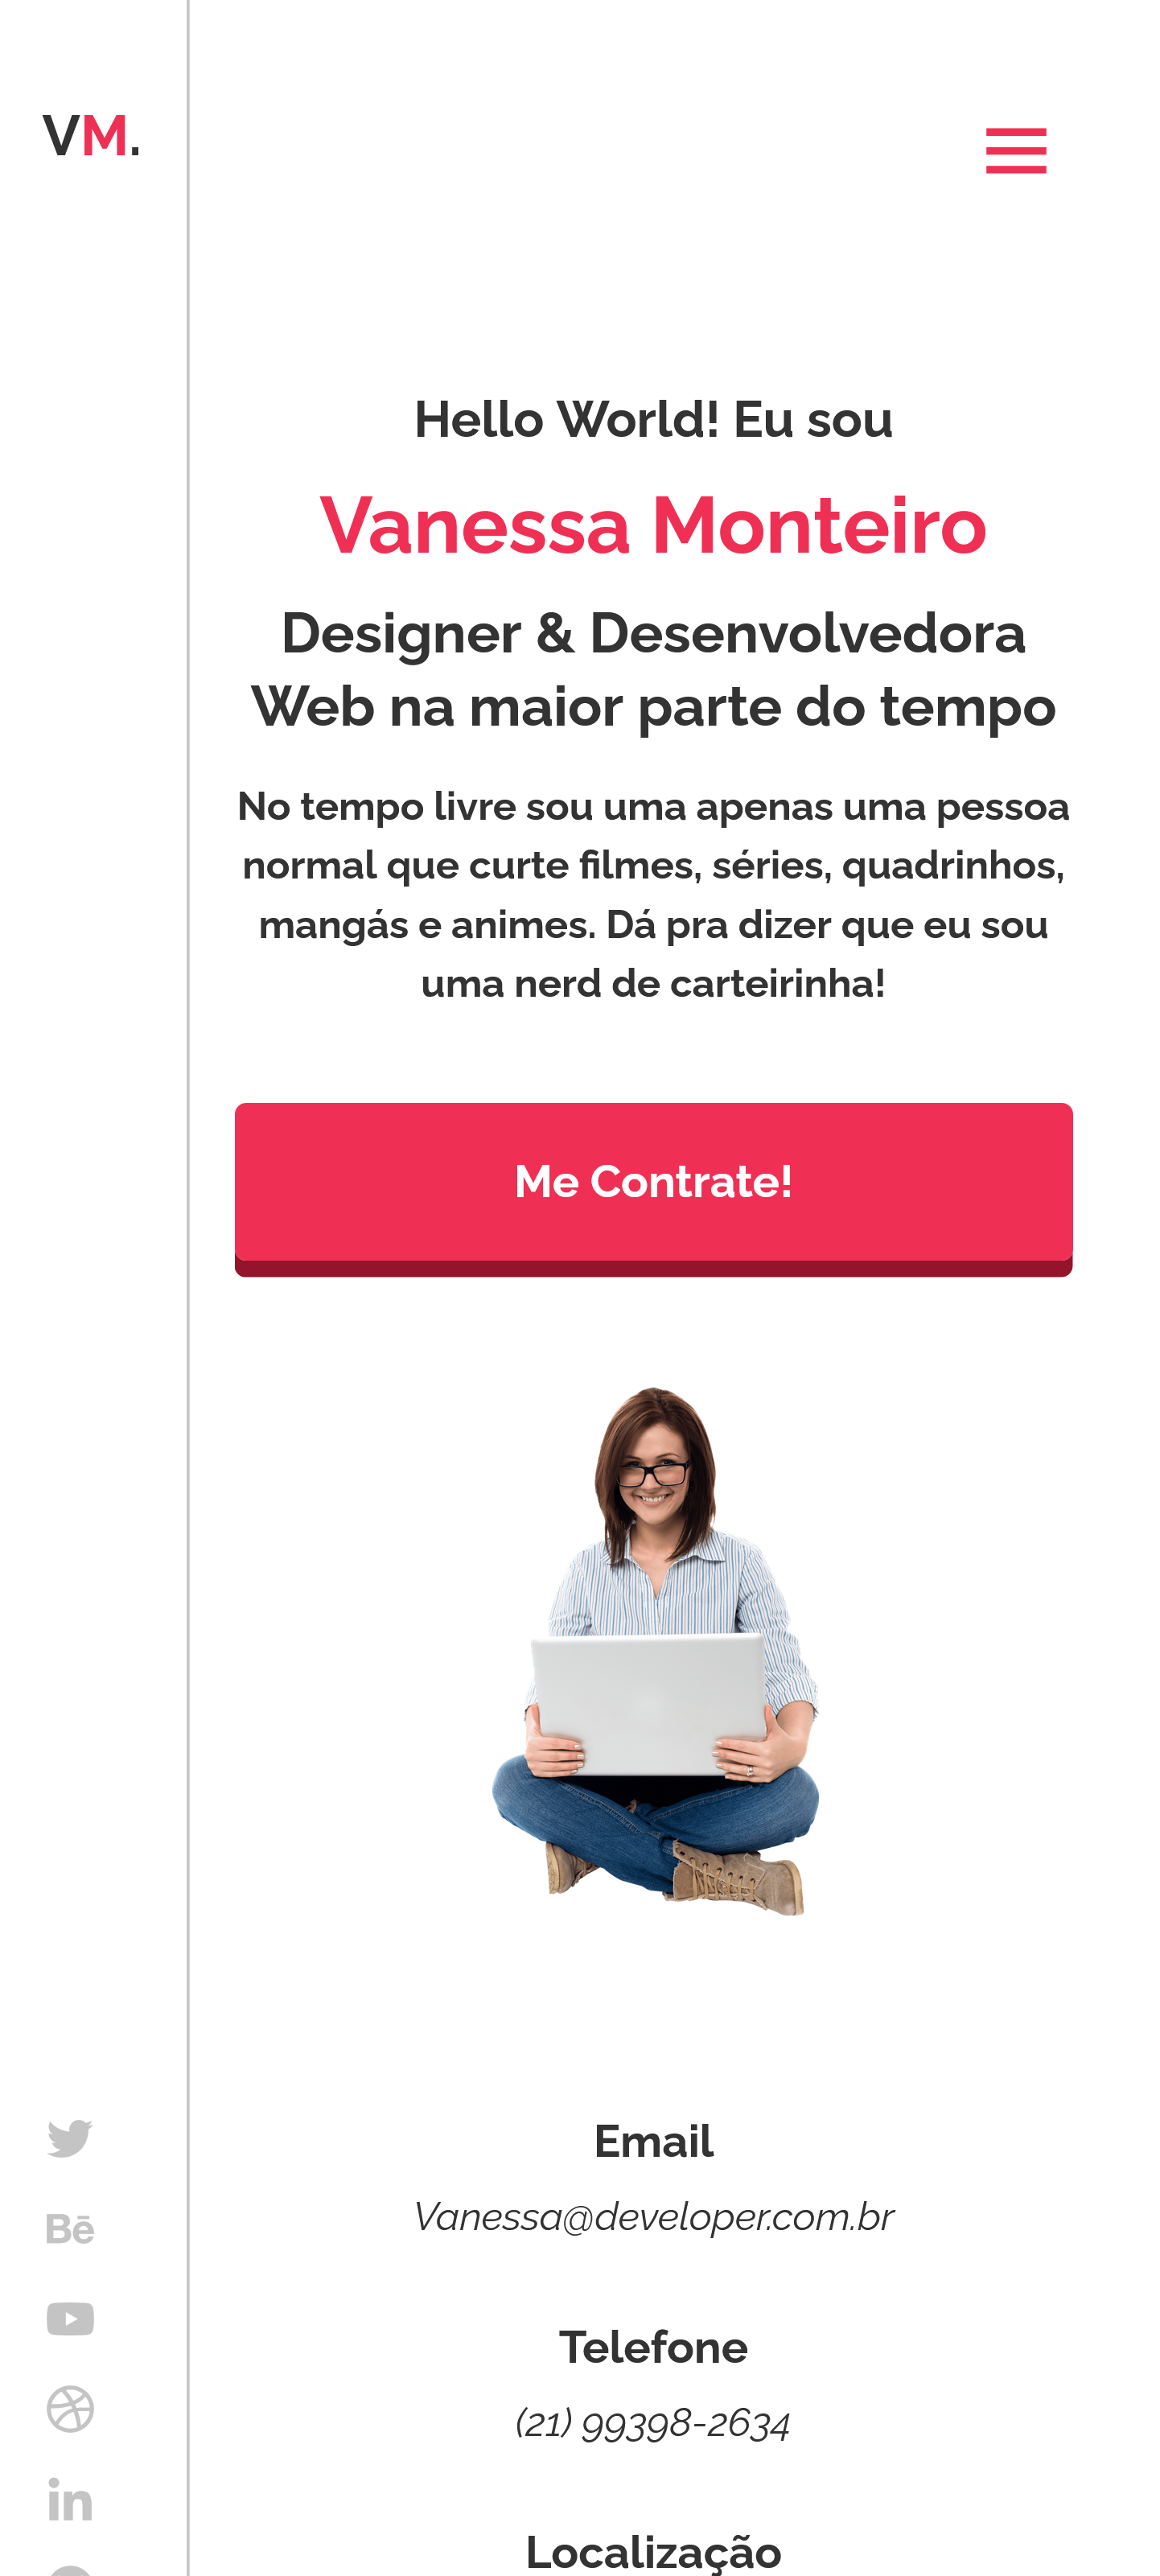 VM.
Hello World! Eu sou
Vanessa Monteiro
Designer & Desenvolvedora
Web na maior parte do tempo
No tempo livre sou uma apenas uma pessoa
normal que curte filmes, séries, quadrinhos,
mangás e animes. Dá pra dizer que eu sou
uma nerd de carteirinha!
Me Contrate!
Email
Vanessa@developer.com.br
Telefone
(21) 99398-2634
Localização